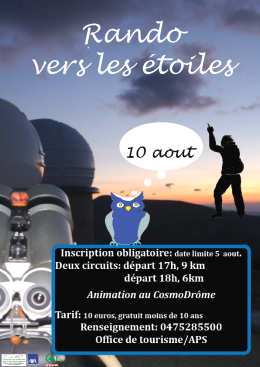 Rando
vers les étoiles
10 aout
Inscription obligatoire: date limite 5 aout.
Deux circuits: départ 17h, 9 km
départ 18h, 6km
Animation au CosmoDrôme
Tarif: 10 euros, gratuit moins de 10 ans
Renseignement: 0475285500
Office de tourisme/APS
AXA